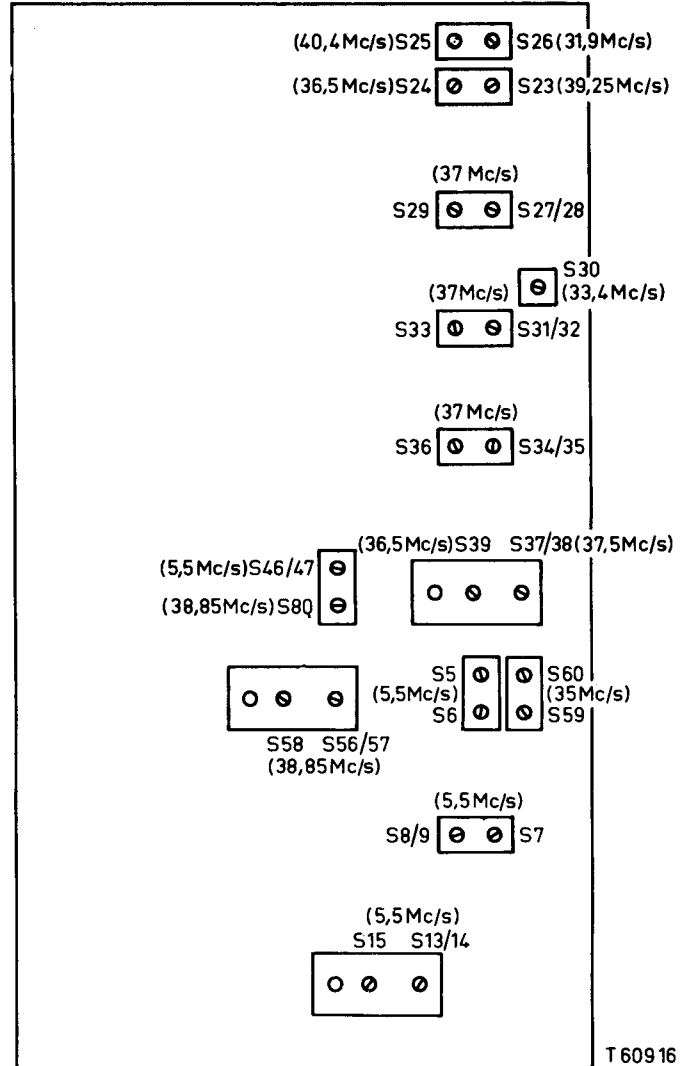 (40,4Mc/s)S25 S26(31,9Mc/s)
(36,5Mc/s)S24 S23(39,25Mc/s)
(37 Mc/s)
S29 S27/28
S30
(37Mc/s) (33,4Mc/s)
S33 S31/32
(37 Mc/s)
S36 S34/35
(36,5Mc/s)S39 S37/38(37,5Mc/s)
(5,5Mc/s)S46/47
(38,85Mc/s)S80
S5 S60
(5,5Mc/s) (35Mc/s)
S6 S59
S58 S56/57
(38,85Mc/s)
(5,5Mc/s)
S8/9 S7
(5,5Mc/s)
S15 S13/14
T60916